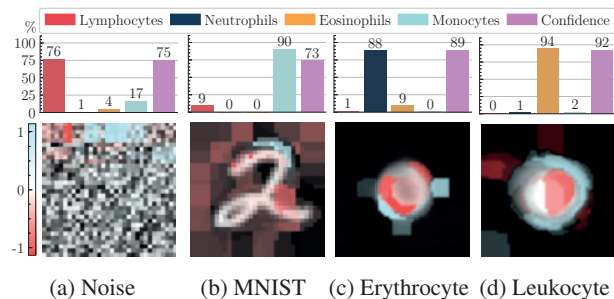 Lymphocytes Neutrophils Eosinophils Monocytes Confidence
%
100
75
50
25
0
76 1 4 17 75
9 0 0 90 73
1 88 9 0 89
0 1 94 2 92
1
0
-1
(a) Noise (b) MNIST (c) Erythrocyte (d) Leukocyte